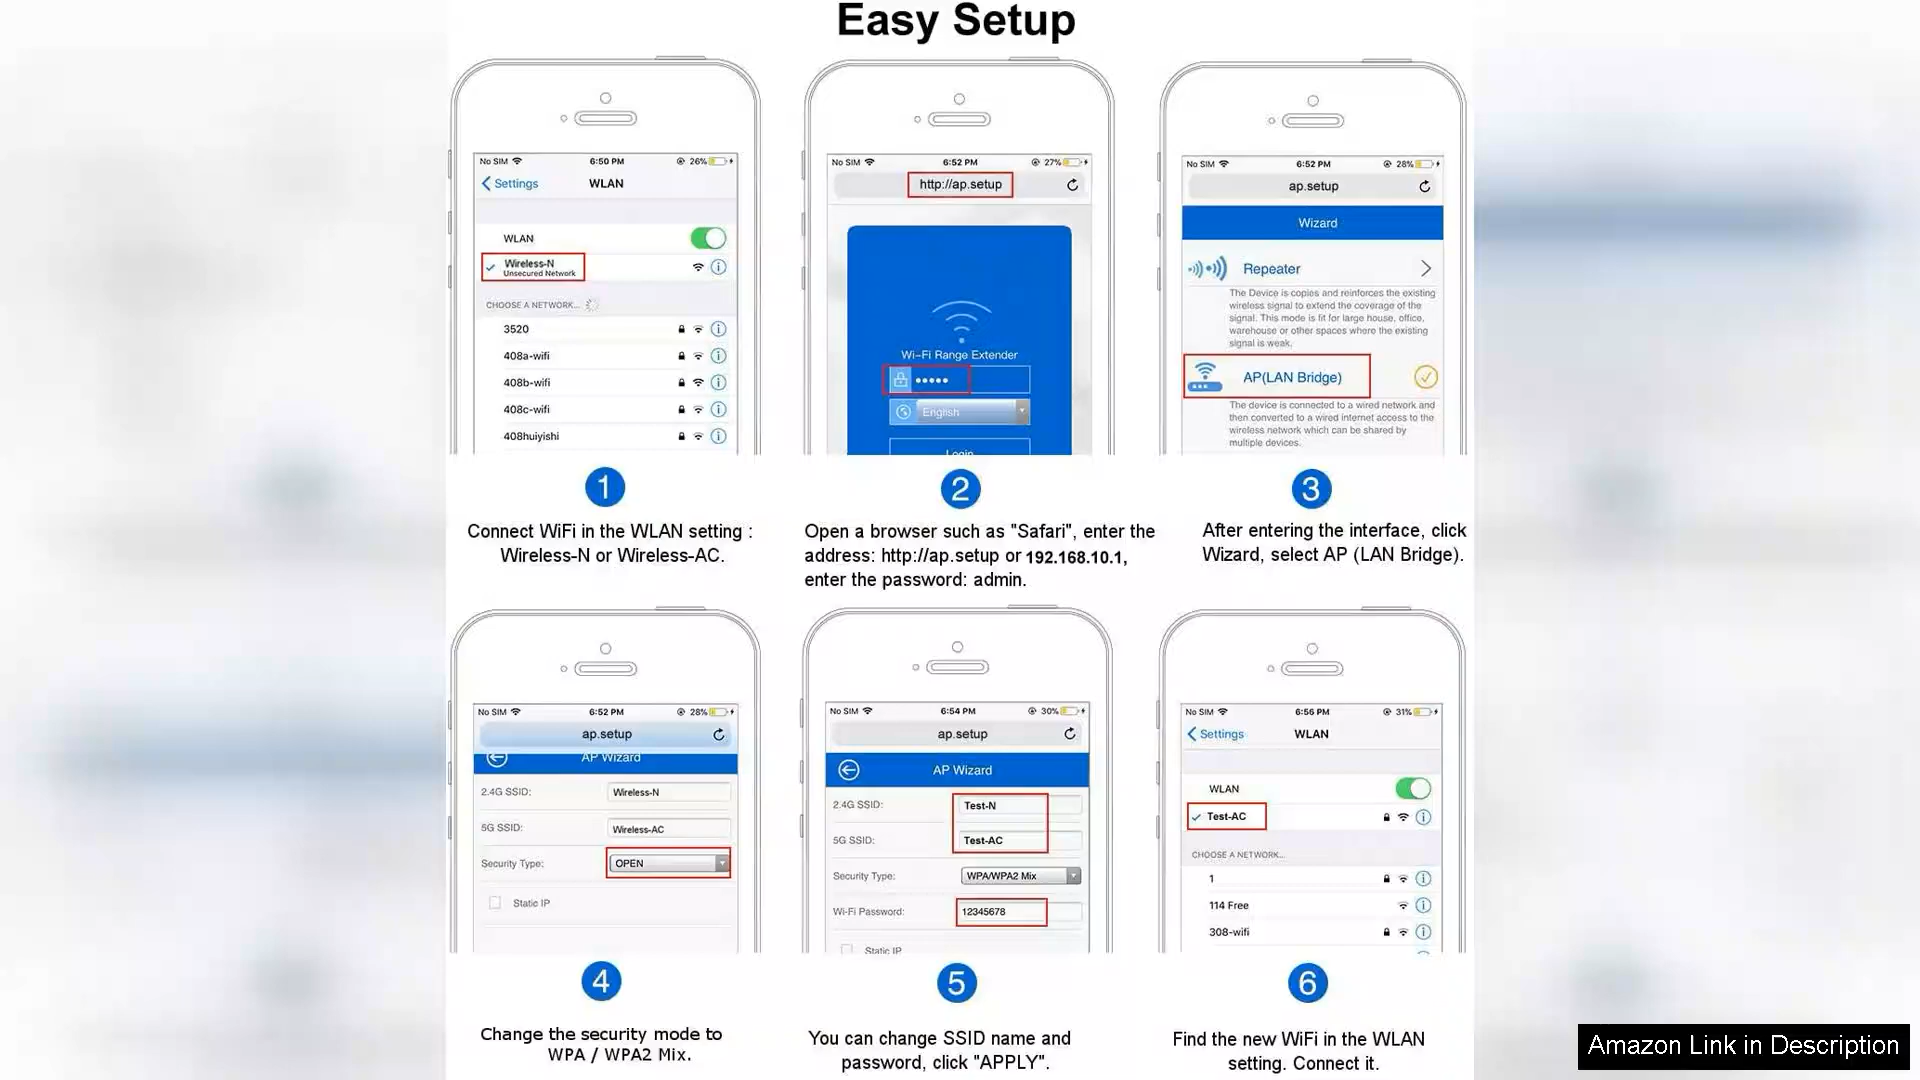 Easy Setup
No SIM 6:50 PM 26%
Settings WLAN
WLAN
Wireless-N
Unsecured Network
CHOOSE A NETWORK...
3520
408a-wifi
408b-wifi
408c-wifi
408huiyishi
1
Connect WiFi in the WLAN setting :
Wireless-N or Wireless-AC.
No SIM 6:52 PM 27%
http://ap.setup
Wi-Fi Range Extender
English
Login
2
Open a browser such as "Safari", enter the
address: http://ap.setup or 192.168.10.1,
enter the password: admin.
No SIM 6:52 PM 28%
ap.setup
Wizard
Repeater
The Device is copies and reinforces the existing
wireless signal to extend the coverage of the
signal. This mode is fit for large house, office,
warehouse or other spaces where the existing
signal is weak.
AP(LAN Bridge)
The device is connected to a wired network and
then converted to a wired internet access to the
wireless network which can be shared by
multiple devices.
3
After entering the interface, click
Wizard, select AP (LAN Bridge).
No SIM 6:52 PM 28%
ap.setup
AP Wizard
2.4G SSID: Wireless-N
5G SSID: Wireless-AC
Security Type: OPEN
Static IP
4
Change the security mode to
WPA / WPA2 Mix.
No SIM 6:54 PM 30%
ap.setup
AP Wizard
2.4G SSID: Test-N
5G SSID: Test-AC
Security Type: WPA/WPA2 Mix
Wi-Fi Password: 12345678
Static IP
5
You can change SSID name and
password, click "APPLY".
No SIM 6:56 PM 31%
Settings WLAN
WLAN
Test-AC
CHOOSE A NETWORK...
1
114 Free
308-wifi
6
Find the new WiFi in the WLAN
setting. Connect it.
Amazon Link in Description